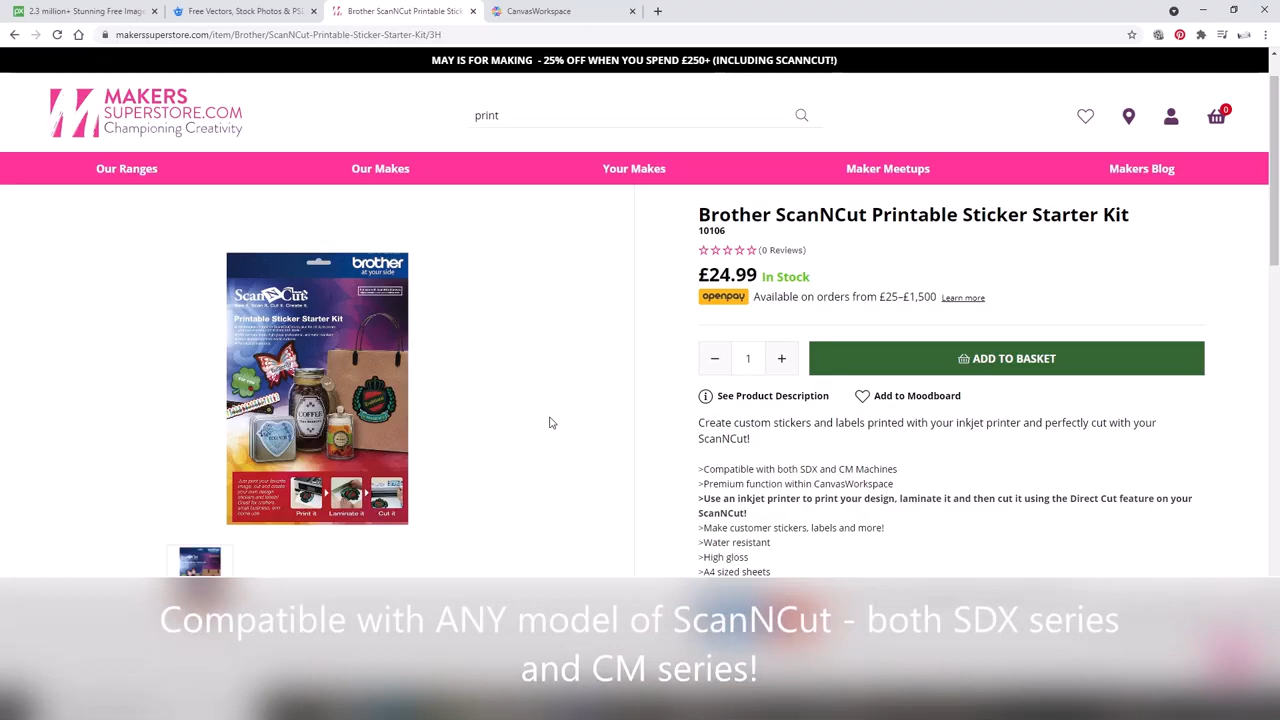 2.3 million+ Stunning Free Imag
Free Vectors, Stock Photos & PSD
Brother ScanNCut Printable Stick
CanvasWorkspace
makerssuperstore.com/item/Brother/ScanNCut-Printable-Sticker-Starter-Kit/3H
MAY IS FOR MAKING - 25% OFF WHEN YOU SPEND £250+ (INCLUDING SCANNCUT!)
MAKERS
SUPERSTORE.COM
Championing Creativity
print
0
Our Ranges
Our Makes
Your Makes
Maker Meetups
Makers Blog
brother
at your side
ScanNCut
Printable Sticker Starter Kit
COFFEE
Print it
Laminate it
Cut it
Brother ScanNCut Printable Sticker Starter Kit
10106
(0 Reviews)
£24.99 In Stock
openpay Available on orders from £25–£1,500 Learn more
− 1 +
ADD TO BASKET
See Product Description
Add to Moodboard
Create custom stickers and labels printed with your inkjet printer and perfectly cut with your
ScanNCut!
>Compatible with both SDX and CM Machines
>Premium function within CanvasWorkspace
>Use an inkjet printer to print your design, laminate it and then cut it using the Direct Cut feature on your
ScanNCut!
>Make customer stickers, labels and more!
>Water resistant
>High gloss
>A4 sized sheets
Compatible with ANY model of ScanNCut - both SDX series
and CM series!